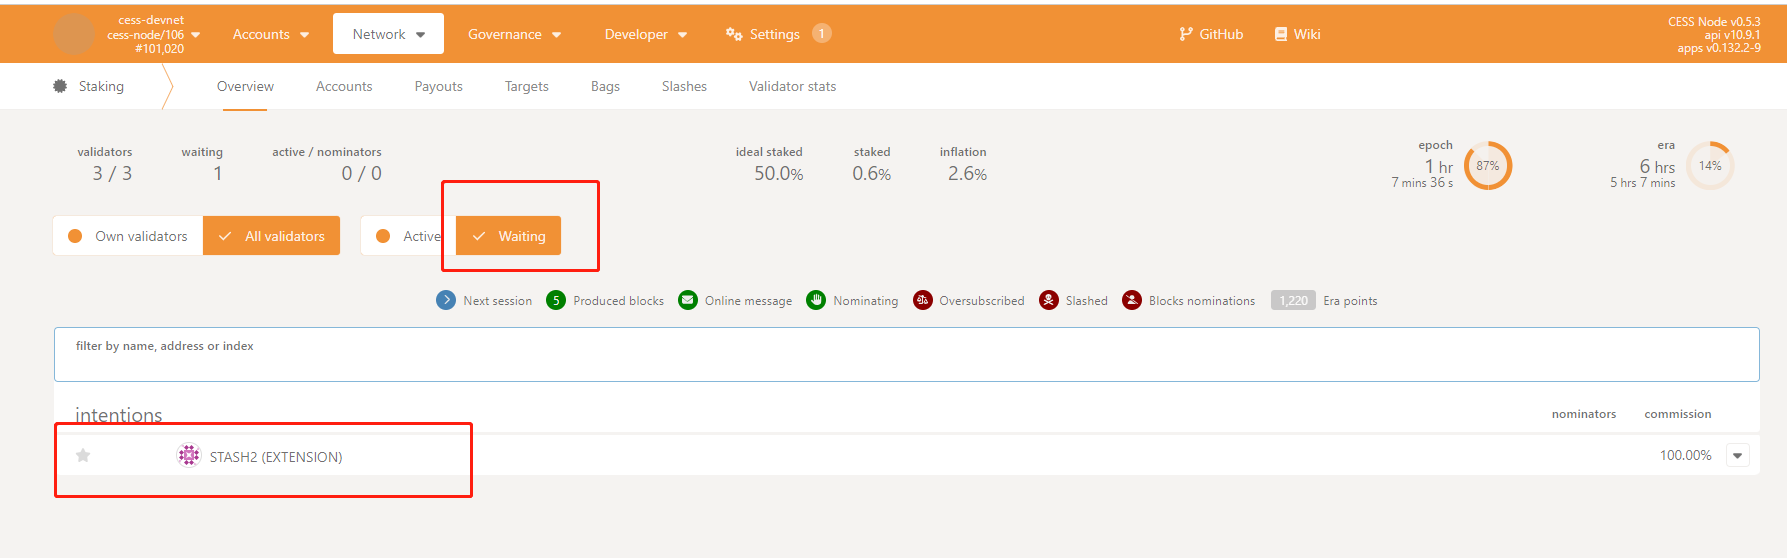 cess-devnet
cess-node/106
#101,020
Accounts
Network
Governance
Developer
Settings 1
GitHub
Wiki
CESS Node v0.5.3
api v10.9.1
apps v0.132.2-9
Staking
Overview
Accounts
Payouts
Targets
Bags
Slashes
Validator stats
validators
3 / 3
waiting
1
active / nominators
0 / 0
ideal staked
50.0%
staked
0.6%
inflation
2.6%
epoch
1 hr
7 mins 36 s
87%
era
6 hrs
5 hrs 7 mins
14%
Own validators
All validators
Active
Waiting
Next session
5 Produced blocks
Online message
Nominating
Oversubscribed
Slashed
Blocks nominations
1,220 Era points
filter by name, address or index
intentions
nominators
commission
STASH2 (EXTENSION)
100.00%